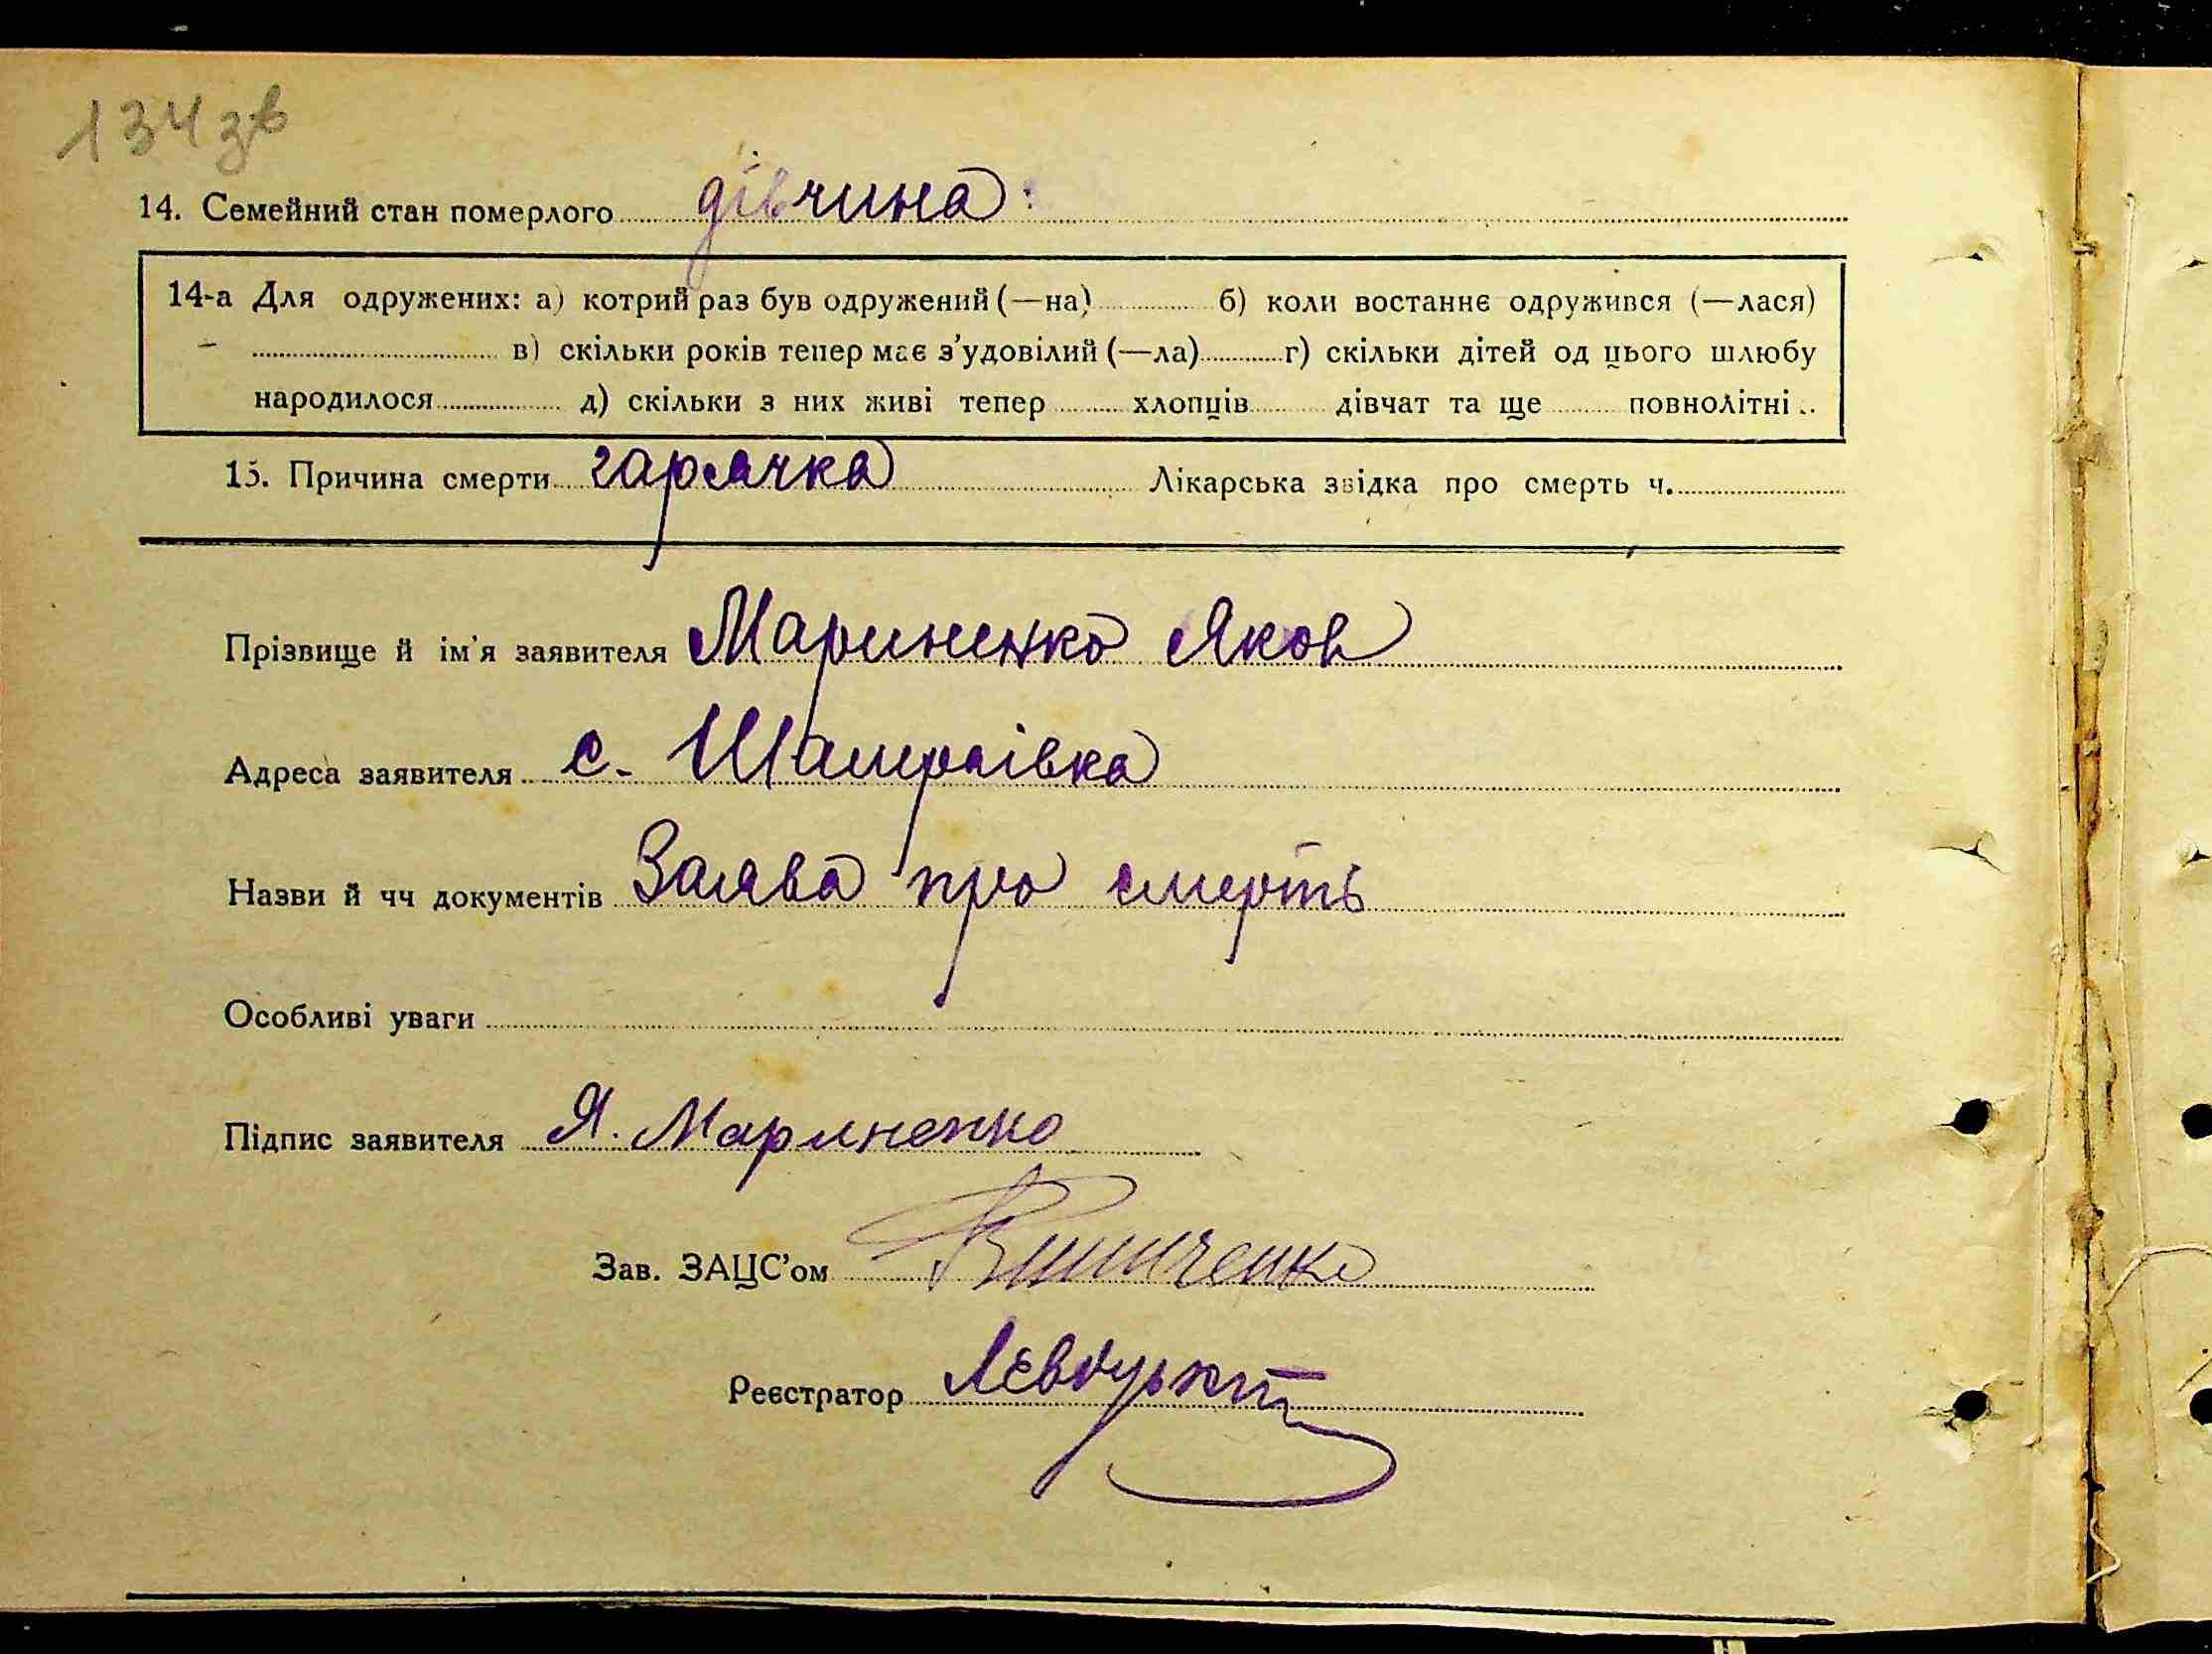 134зв
14. Семейний стан померлого дівчина
14-а Для одружених: а) котрий раз був одружений (—на) б) коли востаннє одружився (—лася)
в) скільки років тепер має з’удовілий (—ла) г) скільки дітей од цього шлюбу
народилося д) скільки з них живі тепер хлопців дівчат та ще повнолітні
15. Причина смерти гарячка Лікарська звідка про смерть ч.
Прізвище й ім’я заявителя Мариненко Яков
Адреса заявителя с. Шамраївка
Назви й чч документів Заява про смерть
Особливі уваги
Підпис заявителя Я. Мариненко
Зав. ЗАЦС’ом
Реєстратор